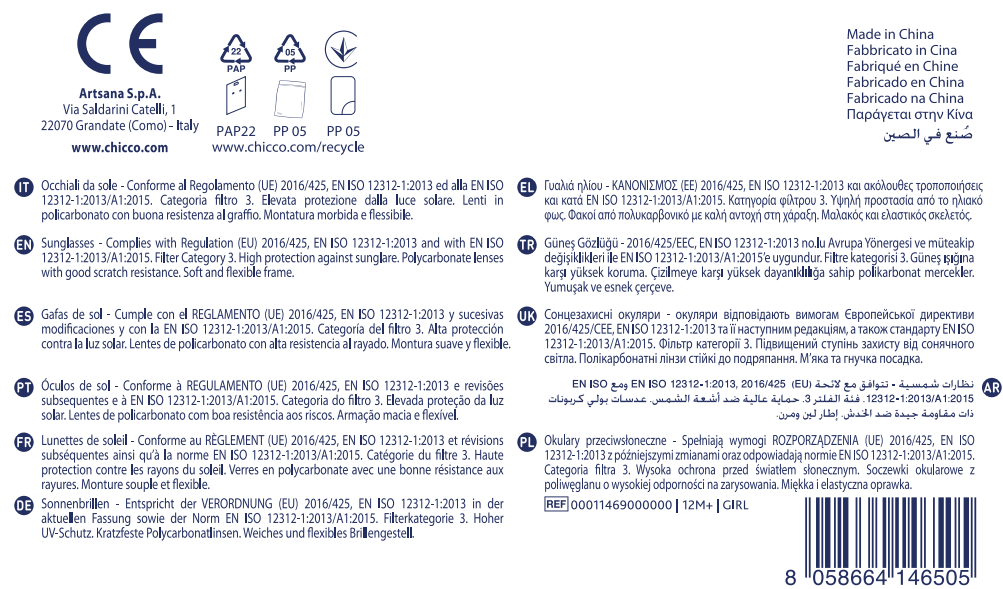 CE
Artsana S.p.A.
Via Saldarini Catelli, 1
22070 Grandate (Como) - Italy
www.chicco.com
22
PAP
05
PP
PAP22 PP 05 PP 05
www.chicco.com/recycle
Made in China
Fabbricato in Cina
Fabriqué en Chine
Fabricado en China
Fabricado na China
Παράγεται στην Κίνα
صُنع في الصين
IT Occhiali da sole - Conforme al Regolamento (UE) 2016/425, EN ISO 12312-1:2013 ed alla EN ISO
12312-1:2013/A1:2015. Categoria filtro 3. Elevata protezione dalla luce solare. Lenti in
policarbonato con buona resistenza al graffio. Montatura morbida e flessibile.
EN Sunglasses - Complies with Regulation (EU) 2016/425, EN ISO 12312-1:2013 and with EN ISO
12312-1:2013/A1:2015. Filter Category 3. High protection against sunglare. Polycarbonate lenses
with good scratch resistance. Soft and flexible frame.
ES Gafas de sol - Cumple con el REGLAMENTO (UE) 2016/425, EN ISO 12312-1:2013 y sucesivas
modificaciones y con la EN ISO 12312-1:2013/A1:2015. Categoría del filtro 3. Alta protección
contra la luz solar. Lentes de policarbonato con alta resistencia al rayado. Montura suave y flexible.
PT Óculos de sol - Conforme à REGULAMENTO (UE) 2016/425, EN ISO 12312-1:2013 e revisões
subsequentes e à EN ISO 12312-1:2013/A1:2015. Categoria do filtro 3. Elevada proteção da luz
solar. Lentes de policarbonato com boa resistência aos riscos. Armação macia e flexível.
FR Lunettes de soleil - Conforme au RÈGLEMENT (UE) 2016/425, EN ISO 12312-1:2013 et révisions
subséquentes ainsi qu'à la norme EN ISO 12312-1:2013/A1:2015. Catégorie du filtre 3. Haute
protection contre les rayons du soleil. Verres en polycarbonate avec une bonne résistance aux
rayures. Monture souple et flexible.
DE Sonnenbrillen - Entspricht der VERORDNUNG (EU) 2016/425, EN ISO 12312-1:2013 in der
aktuellen Fassung sowie der Norm EN ISO 12312-1:2013/A1:2015. Filterkategorie 3. Hoher
UV-Schutz. Kratzfeste Polycarbonatlinsen. Weiches und flexibles Brillengestell.
EL Γυαλιά ηλίου - ΚΑΝΟΝΙΣΜΌΣ (ΕΕ) 2016/425, EN ISO 12312-1:2013 και ακόλουθες τροποποιήσεις
και κατά EN ISO 12312-1:2013/A1:2015. Κατηγορία φίλτρου 3. Υψηλή προστασία από το ηλιακό
φως. Φακοί από πολυκαρβονικό με καλή αντοχή στη χάραξη. Μαλακός και ελαστικός σκελετός.
TR Güneş Gözlüğü - 2016/425/EEC, EN ISO 12312-1:2013 no.lu Avrupa Yönergesi ve müteakip
değişiklikleri ile EN ISO 12312-1:2013/A1:2015'e uygundur. Filtre kategorisi 3. Güneş ışığına
karşı yüksek koruma. Çizilmeye karşı yüksek dayanıklılığa sahip polikarbonat mercekler.
Yumuşak ve esnek çerçeve.
UK Сонцезахисні окуляри - окуляри відповідають вимогам Європейської директиви
2016/425/CEE, EN ISO 12312-1:2013 та її наступним редакціям, а також стандарту EN ISO
12312-1:2013/A1:2015. Фільтр категорії 3. Підвищений ступінь захисту від сонячного
світла. Полікарбонатні лінзи стійкі до подряпання. М'яка та гнучка посадка.
AR نظارات شمسية - تتوافق مع لائحة (EU) 2016/425 ,EN ISO 12312-1:2013 ومع EN ISO
12312-1:2013/A1:2015. فئة الفلتر 3. حماية عالية ضد أشعة الشمس. عدسات بولي كربونات
ذات مقاومة جيدة ضد الخدش. إطار لين ومرن.
PL Okulary przeciwsłoneczne - Spełniają wymogi ROZPORZĄDZENIA (UE) 2016/425, EN ISO
12312-1:2013 z późniejszymi zmianami oraz odpowiadają normie EN ISO 12312-1:2013/A1:2015.
Categoria filtra 3. Wysoka ochrona przed światłem słonecznym. Soczewki okularowe z
poliwęglanu o wysokiej odporności na zarysowania. Miękka i elastyczna oprawka.
REF 00011469000000 | 12M+ | GIRL
8 058664 146505